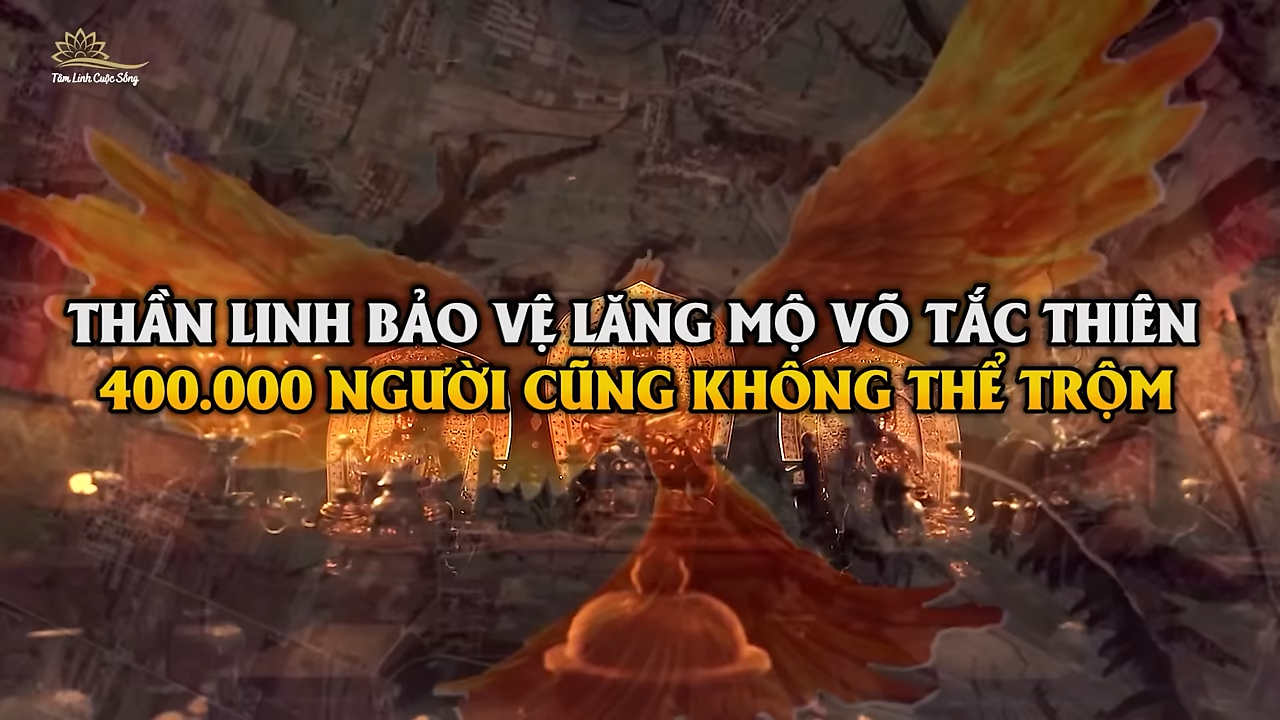 Tâm Linh Cuộc Sống
THẦN LINH BẢO VỆ LĂNG MỘ VÕ TẮC THIÊN
400.000 NGƯỜI CŨNG KHÔNG THỂ TRỘM